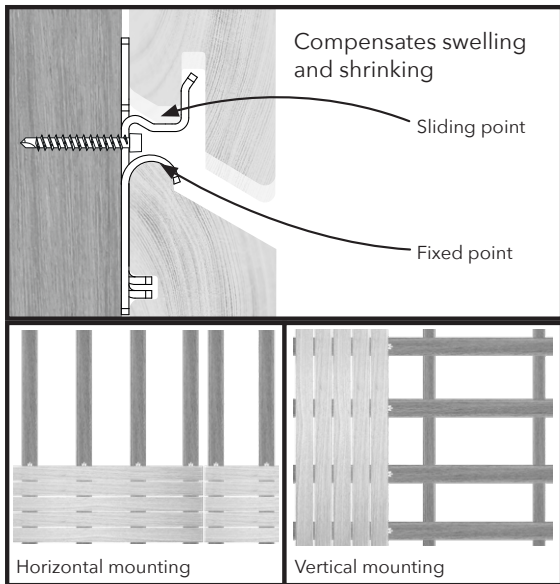 Compensates swelling
and shrinking
Sliding point
Fixed point
Horizontal mounting
Vertical mounting